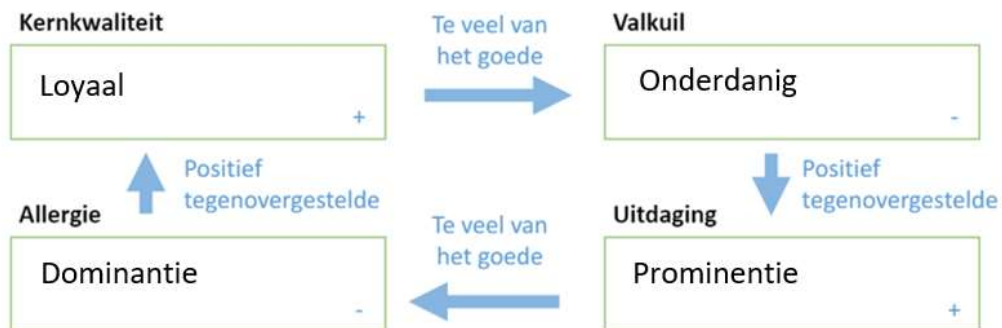 Kernkwaliteit
Te veel van
het goede
Valkuil
Loyaal
+
Onderdanig
-
Positief
tegenovergestelde
Positief
tegenovergestelde
Allergie
Te veel van
het goede
Uitdaging
Dominantie
-
Prominentie
+